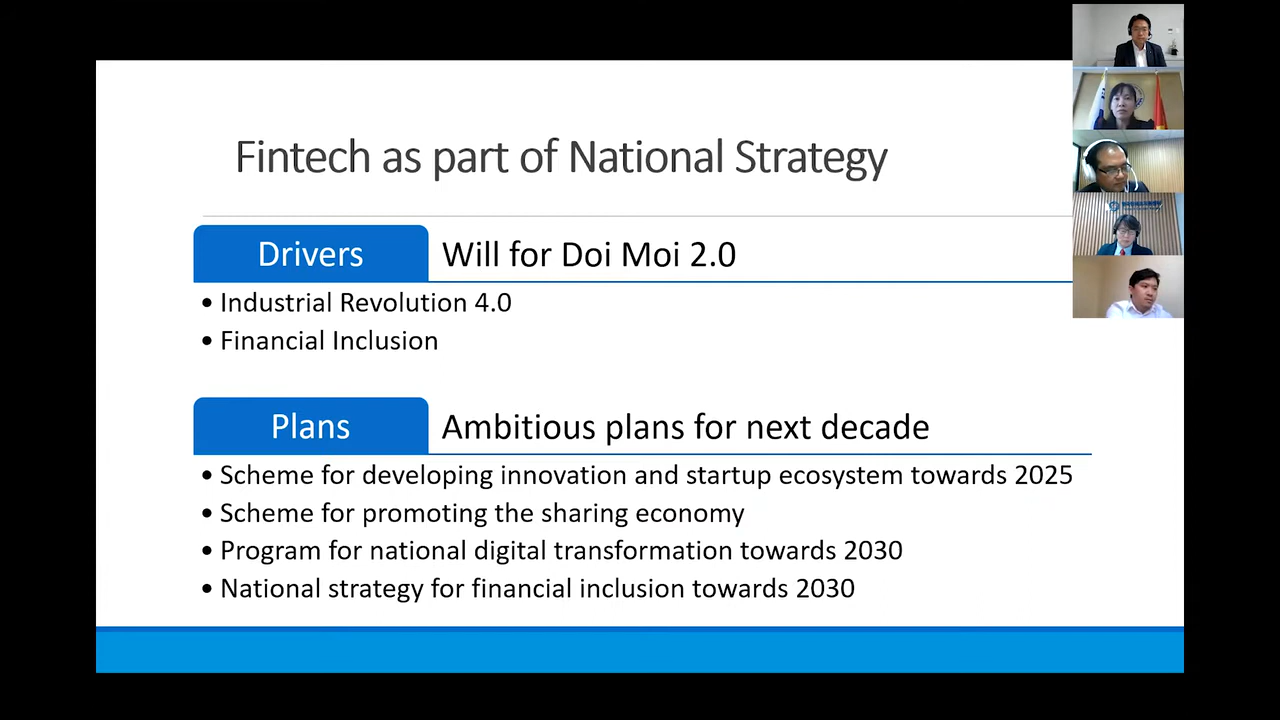 Fintech as part of National Strategy
Drivers
Will for Doi Moi 2.0
• Industrial Revolution 4.0
• Financial Inclusion
Plans
Ambitious plans for next decade
• Scheme for developing innovation and startup ecosystem towards 2025
• Scheme for promoting the sharing economy
• Program for national digital transformation towards 2030
• National strategy for financial inclusion towards 2030